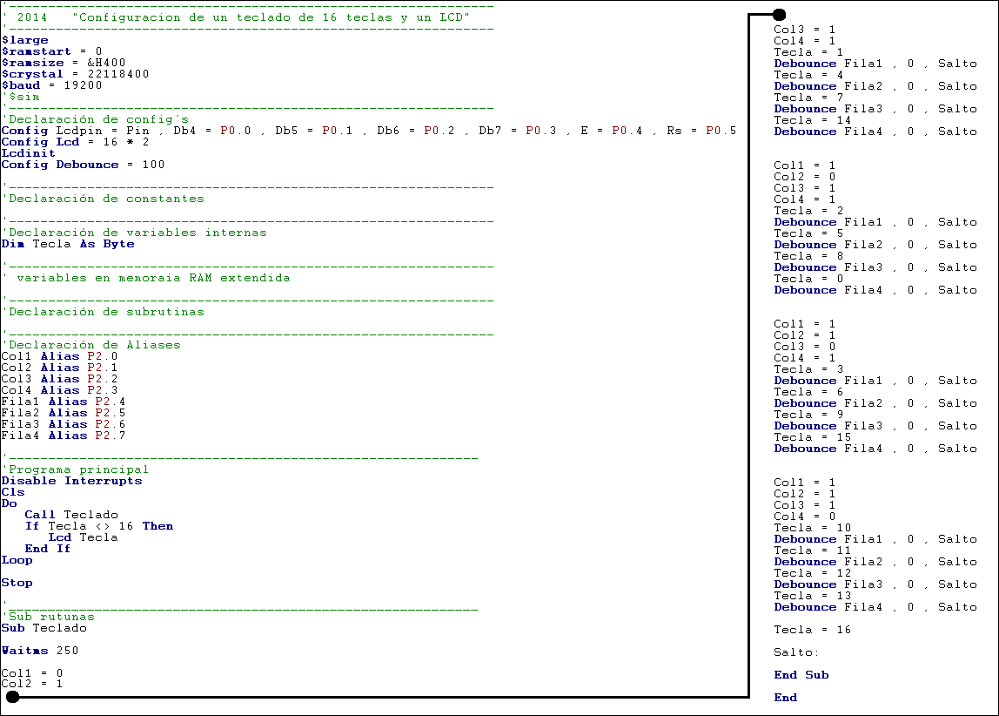 '--------------------------------------------------------------
' 2014   "Configuracion de un teclado de 16 teclas y un LCD"
'--------------------------------------------------------------
$large
$ramstart = 0
$ramsize = &H400
$crystal = 22118400
$baud = 19200
'$sim
'--------------------------------------------------------------
'Declaración de config´s
Config Lcdpin = Pin , Db4 = P0.0 , Db5 = P0.1 , Db6 = P0.2 , Db7 = P0.3 , E = P0.4 , Rs = P0.5
Config Lcd = 16 * 2
Lcdinit
Config Debounce = 100
'--------------------------------------------------------------
'Declaración de constantes
'--------------------------------------------------------------
'Declaración de variables internas
Dim Tecla As Byte
'--------------------------------------------------------------
' variables en memoraia RAM extendida
'--------------------------------------------------------------
'Declaración de subrutinas
'--------------------------------------------------------------
'Declaración de Aliases
Col1 Alias P2.0
Col2 Alias P2.1
Col3 Alias P2.2
Col4 Alias P2.3
Fila1 Alias P2.4
Fila2 Alias P2.5
Fila3 Alias P2.6
Fila4 Alias P2.7
'------------------------------------------------------------
'Programa principal
Disable Interrupts
Cls
Do
   Call Teclado
   If Tecla <> 16 Then
      Lcd Tecla
   End If
Loop
Stop
'____________________________________________________________
'Sub rutunas
Sub Teclado
Waitms 250
Col1 = 0
Col2 = 1
Col3 = 1
Col4 = 1
Tecla = 1
Debounce Fila1 , 0 , Salto
Tecla = 4
Debounce Fila2 , 0 , Salto
Tecla = 7
Debounce Fila3 , 0 , Salto
Tecla = 14
Debounce Fila4 , 0 , Salto
Col1 = 1
Col2 = 0
Col3 = 1
Col4 = 1
Tecla = 2
Debounce Fila1 , 0 , Salto
Tecla = 5
Debounce Fila2 , 0 , Salto
Tecla = 8
Debounce Fila3 , 0 , Salto
Tecla = 0
Debounce Fila4 , 0 , Salto
Col1 = 1
Col2 = 1
Col3 = 0
Col4 = 1
Tecla = 3
Debounce Fila1 , 0 , Salto
Tecla = 6
Debounce Fila2 , 0 , Salto
Tecla = 9
Debounce Fila3 , 0 , Salto
Tecla = 15
Debounce Fila4 , 0 , Salto
Col1 = 1
Col2 = 1
Col3 = 1
Col4 = 0
Tecla = 10
Debounce Fila1 , 0 , Salto
Tecla = 11
Debounce Fila2 , 0 , Salto
Tecla = 12
Debounce Fila3 , 0 , Salto
Tecla = 13
Debounce Fila4 , 0 , Salto
Tecla = 16
Salto:
End Sub
End